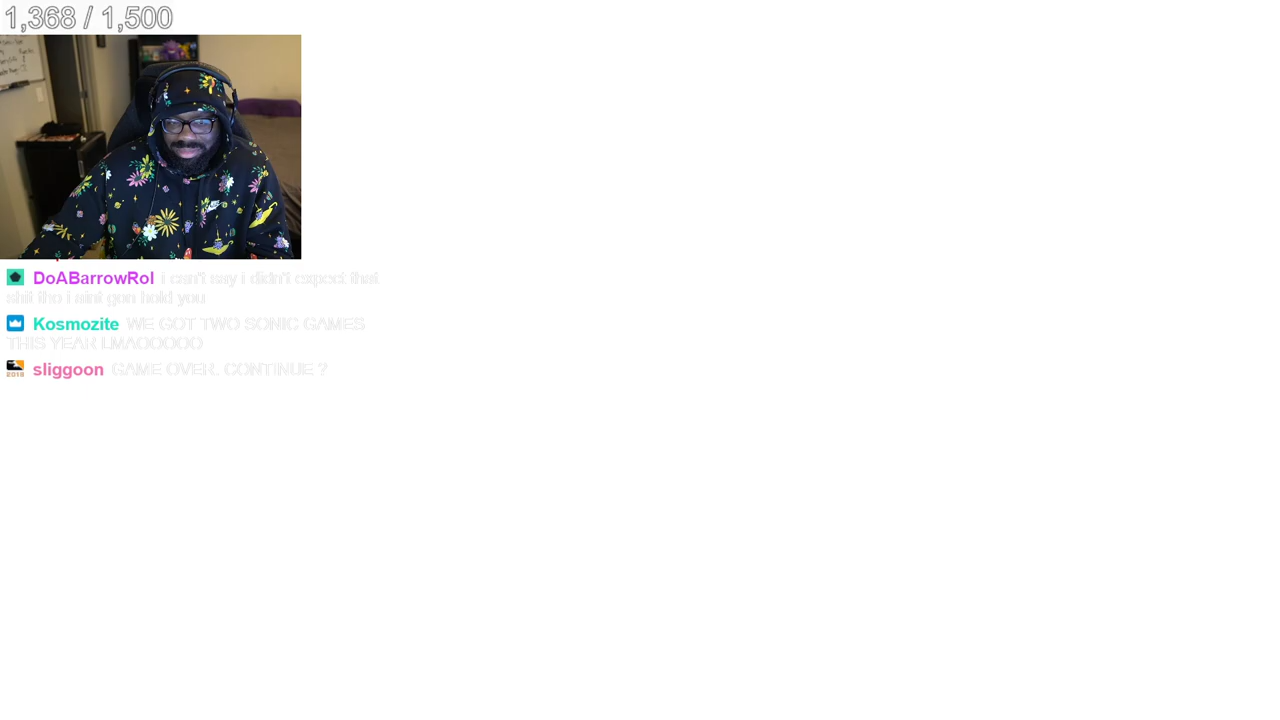 1,368 / 1,500
DoABarrowRol i can't say i didn't expect that
shit tho i aint gon hold you
Kosmozite WE GOT TWO SONIC GAMES
THIS YEAR LMAOOOOO
2018 sliggoon GAME OVER. CONTINUE ?